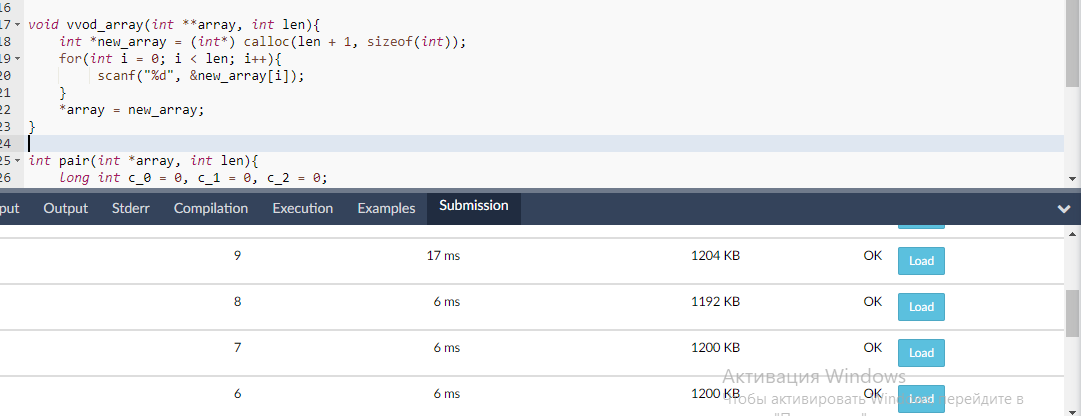 16
17 void vvod_array(int **array, int len){
18 int *new_array = (int*) calloc(len + 1, sizeof(int));
19 for(int i = 0; i < len; i++){
20 scanf("%d", &new_array[i]);
21 }
22 *array = new_array;
23 }
24
25 int pair(int *array, int len){
26 long int c_0 = 0, c_1 = 0, c_2 = 0;
put Output Stderr Compilation Execution Examples Submission
9 17 ms 1204 KB OK Load
8 6 ms 1192 KB OK Load
7 6 ms 1200 KB OK Load
Активация Windows
6 6 ms 1200 KB OK Load
тобы активировать Windows, перейдите в